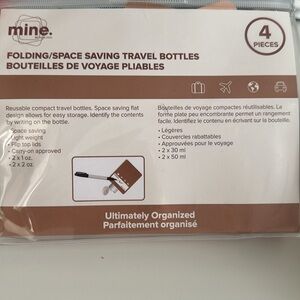 mine.
FOLDING/SPACE SAVING TRAVEL BOTTLES
BOUTEILLES DE VOYAGE PLIABLES
4
PIECES
Reusable compact travel bottles. Space saving flat
design allows for easy storage. Identify the contents
by writing on the bottle.
• Space saving
• Light weight
• Flip top lids
• Carry-on approved
• 2 x 1 oz.
• 2 x 2 oz.
Bouteilles de voyage compactes réutilisables. La
forme plate peu encombrante permet un rangement
facile. Identifiez le contenu en écrivant sur la bouteille.
• Légères
• Couvercles rabattables
• Approuvées pour le voyage
• 2 x 30 ml
• 2 x 50 ml
Ultimately Organized
Parfaitement organisé